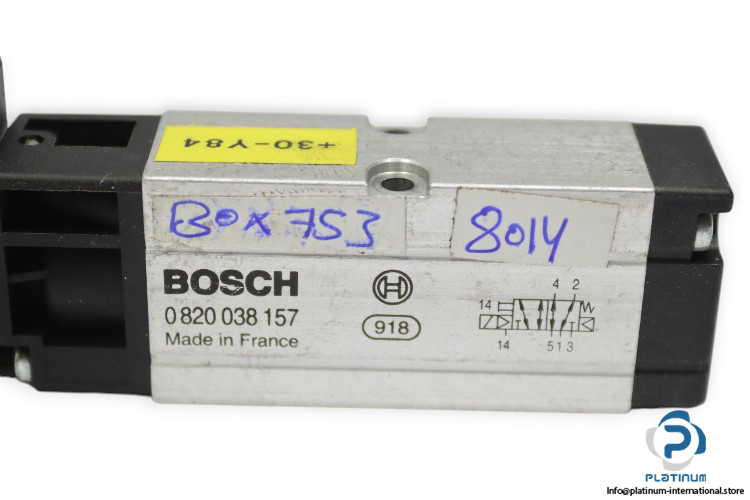 +30-Y84
BOX 753
8014
BOSCH
0 820 038 157
Made in France
H
918
4 2
14
14 5 1 3
PLATINUM
Info@platinum-international.store